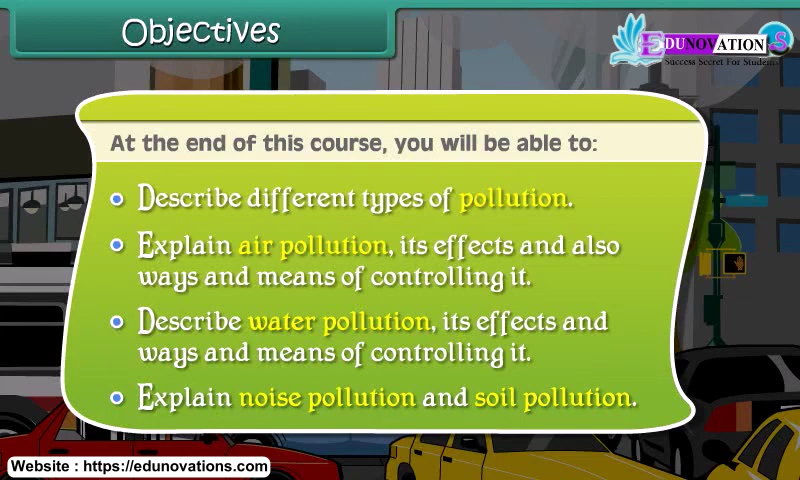 Objectives
EDUNOVATION.S
Success Secret For Students
At the end of this course, you will be able to:
Describe different types of pollution.
Explain air pollution, its effects and also
ways and means of controlling it.
Describe water pollution, its effects and
ways and means of controlling it.
Explain noise pollution and soil pollution.
Website : https://edunovations.com